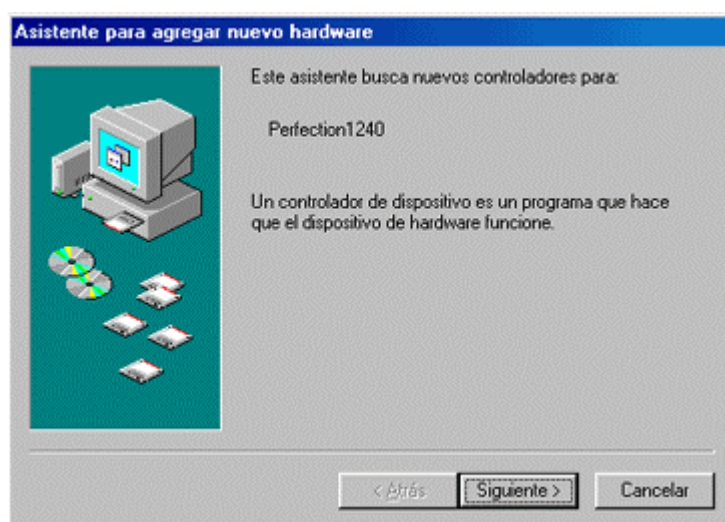 Asistente para agregar nuevo hardware
Este asistente busca nuevos controladores para:
Perfection1240
Un controlador de dispositivo es un programa que hace
que el dispositivo de hardware funcione.
< Atrás
Siguiente >
Cancelar